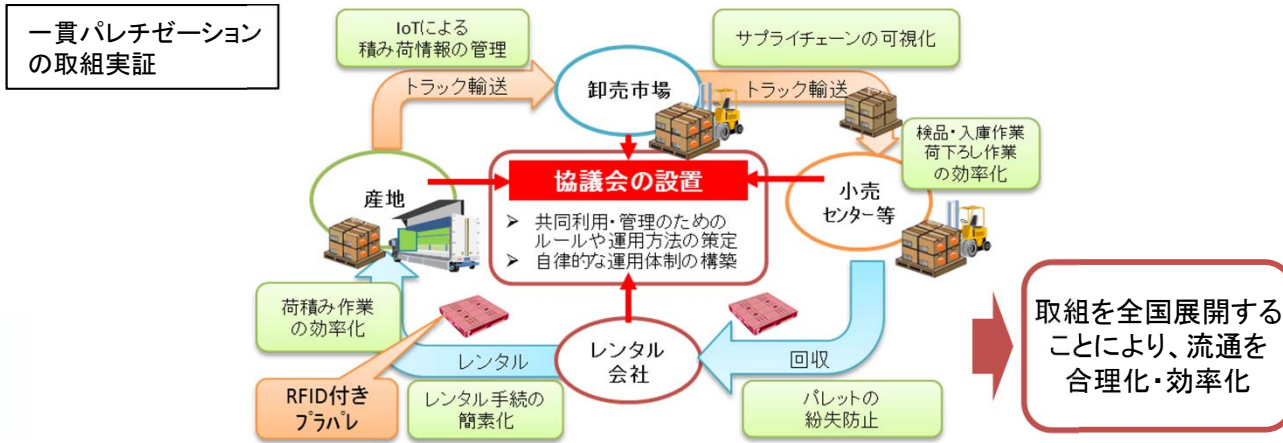 一貫パレチゼーション
の取組実証
IoTによる
積み荷情報の管理
サプライチェーンの可視化
トラック輸送
卸売市場
トラック輸送
検品・入庫作業
荷下ろし作業
の効率化
産地
協議会の設置
小売
センター等
➢ 共同利用・管理のための
ルールや運用方法の策定
➢ 自律的な運用体制の構築
荷積み作業
の効率化
取組を全国展開する
ことにより、流通を
合理化・効率化
レンタル
レンタル
会社
回収
RFID付き
プラパレ
レンタル手続の
簡素化
パレットの
紛失防止